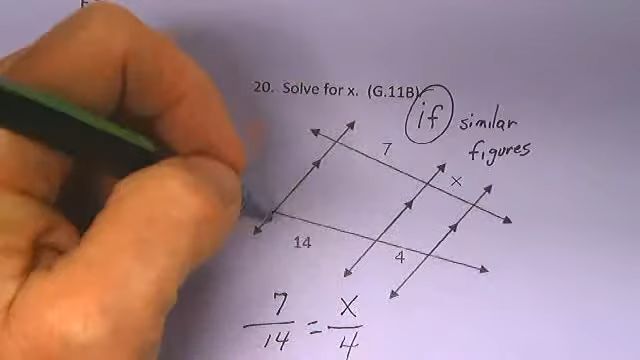 20. Solve for x. (G.11B)
if similar
figures
7
x
14
4
7 = x
14 4